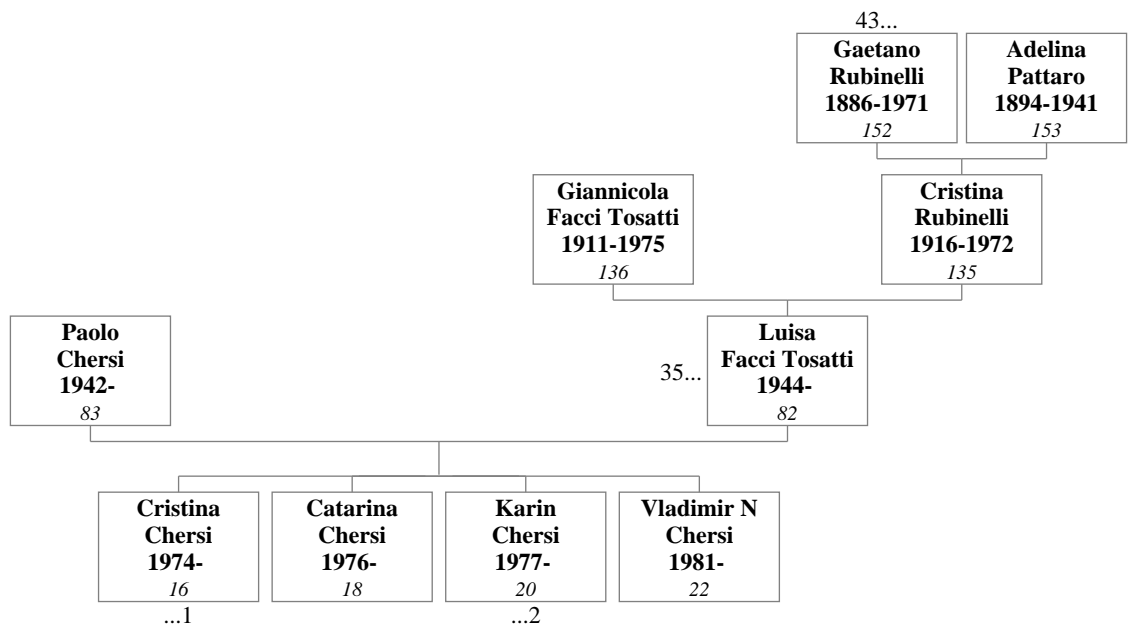 43...
Gaetano
Rubinelli
1886-1971
152
Adelina
Pattaro
1894-1941
153
Giannicola
Facci Tosatti
1911-1975
136
Cristina
Rubinelli
1916-1972
135
Paolo
Chersi
1942-
83
35...
Luisa
Facci Tosatti
1944-
82
Cristina
Chersi
1974-
16
...1
Catarina
Chersi
1976-
18
Karin
Chersi
1977-
20
...2
Vladimir N
Chersi
1981-
22